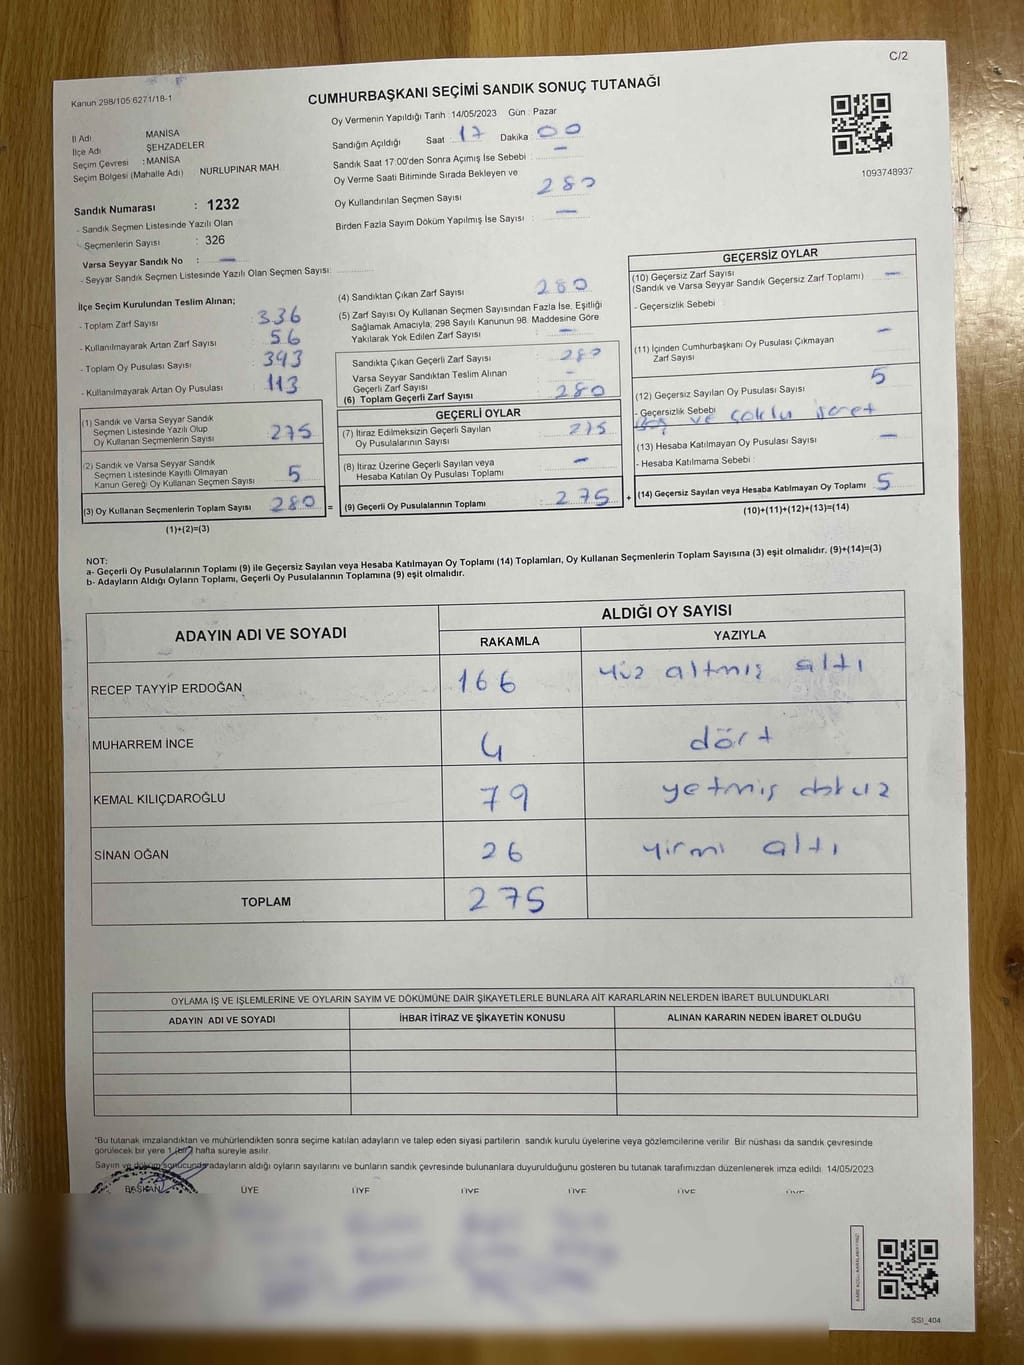 C/2
Kanun 298/105 6271/18-1
CUMHURBAŞKANI SEÇİMİ SANDIK SONUÇ TUTANAĞI
Oy Vermenin Yapıldığı Tarih : 14/05/2023 Gün : Pazar
İl Adı MANİSA
İlçe Adı ŞEHZADELER
Seçim Çevresi : MANİSA
Seçim Bölgesi (Mahalle Adı) NURLUPINAR MAH.
Sandığın Açıldığı Saat : 17 Dakika : 00
Sandık Saat 17:00'den Sonra Açımış İse Sebebi : —
Oy Verme Saati Bitiminde Sırada Bekleyen ve
Oy Kullandırılan Seçmen Sayısı : 280
Birden Fazla Sayım Döküm Yapılmış İse Sayısı : —
1093748937
Sandık Numarası : 1232
- Sandık Seçmen Listesinde Yazılı Olan
Seçmenlerin Sayısı : 326
Varsa Seyyar Sandık No : —
- Seyyar Sandık Seçmen Listesinde Yazılı Olan Seçmen Sayısı:
İlçe Seçim Kurulundan Teslim Alınan;
- Toplam Zarf Sayısı : 336
- Kullanılmayarak Artan Zarf Sayısı : 56
- Toplam Oy Pusulası Sayısı : 393
- Kullanılmayarak Artan Oy Pusulası : 113
(1) Sandık ve Varsa Seyyar Sandık
Seçmen Listesinde Yazılı Olup
Oy Kullanan Seçmenlerin Sayısı : 275
(2) Sandık ve Varsa Seyyar Sandık
Seçmen Listesinde Kayıtlı Olmayan
Kanun Gereği Oy Kullanan Seçmen Sayısı : 5
(3) Oy Kullanan Seçmenlerin Toplam Sayısı : 280 =
(1)+(2)=(3)
(4) Sandıktan Çıkan Zarf Sayısı : 280
(5) Zarf Sayısı Oy Kullanan Seçmen Sayısından Fazla İse, Eşitliği
Sağlamak Amacıyla, 298 Sayılı Kanunun 98. Maddesine Göre
Yakılarak Yok Edilen Zarf Sayısı : —
Sandıkta Çıkan Geçerli Zarf Sayısı : 280
Varsa Seyyar Sandıktan Teslim Alınan
Geçerli Zarf Sayısı : -
(6) Toplam Geçerli Zarf Sayısı : 280
GEÇERLİ OYLAR
(7) İtiraz Edilmeksizin Geçerli Sayılan
Oy Pusulalarının Sayısı : 275
(8) İtiraz Üzerine Geçerli Sayılan veya
Hesaba Katılan Oy Pusulası Toplamı : —
(9) Geçerli Oy Pusulalarının Toplamı : 275 +
GEÇERSİZ OYLAR
(10) Geçersiz Zarf Sayısı : —
(Sandık ve Varsa Seyyar Sandık Geçersiz Zarf Toplamı)
- Geçersizlik Sebebi :
(11) İçinden Cumhurbaşkanı Oy Pusulası Çıkmayan
Zarf Sayısı : —
(12) Geçersiz Sayılan Oy Pusulası Sayısı : 5
- Geçersizlik Sebebi : ve çoklu işaret
(13) Hesaba Katılmayan Oy Pusulası Sayısı : —
- Hesaba Katılmama Sebebi :
(14) Geçersiz Sayılan veya Hesaba Katılmayan Oy Toplamı : 5
(10)+(11)+(12)+(13)=(14)
NOT:
a- Geçerli Oy Pusulalarının Toplamı (9) ile Geçersiz Sayılan veya Hesaba Katılmayan Oy Toplamı (14) Toplamları, Oy Kullanan Seçmenlerin Toplam Sayısına (3) eşit olmalıdır. (9)+(14)=(3)
b- Adayların Aldığı Oyların Toplamı, Geçerli Oy Pusulalarının Toplamına (9) eşit olmalıdır.
ADAYIN ADI VE SOYADI ALDIĞI OY SAYISI
RAKAMLA YAZIYLA
RECEP TAYYİP ERDOĞAN 166 yüz altmış altı
MUHARREM İNCE 4 dört
KEMAL KILIÇDAROĞLU 79 yetmiş dokuz
SİNAN OĞAN 26 yirmi altı
TOPLAM 275
OYLAMA İŞ VE İŞLEMLERİNE VE OYLARIN SAYIM VE DÖKÜMÜNE DAİR ŞİKAYETLERLE BUNLARA AİT KARARLARIN NELERDEN İBARET BULUNDUKLARI
ADAYIN ADI VE SOYADI İHBAR İTİRAZ VE ŞİKAYETİN KONUSU ALINAN KARARIN NEDEN İBARET OLDUĞU
*Bu tutanak imzalandıktan ve mühürlendikten sonra seçime katılan adayların ve talep eden siyasi partilerin sandık kurulu üyelerine veya gözlemcilerine verilir. Bir nüshası da sandık çevresinde
görülecek bir yere 1 (bir) hafta süreyle asılır.
Sayım ve döküm sonucunda adayların aldığı oyların sayılarını ve bunların sandık çevresinde bulunanlara duyurulduğunu gösteren bu tutanak tarafımızdan düzenlenerek imza edildi. 14/05/2023
BAŞKAN ÜYE ÜYE ÜYE ÜYE ÜYE ÜYE
SSI_404